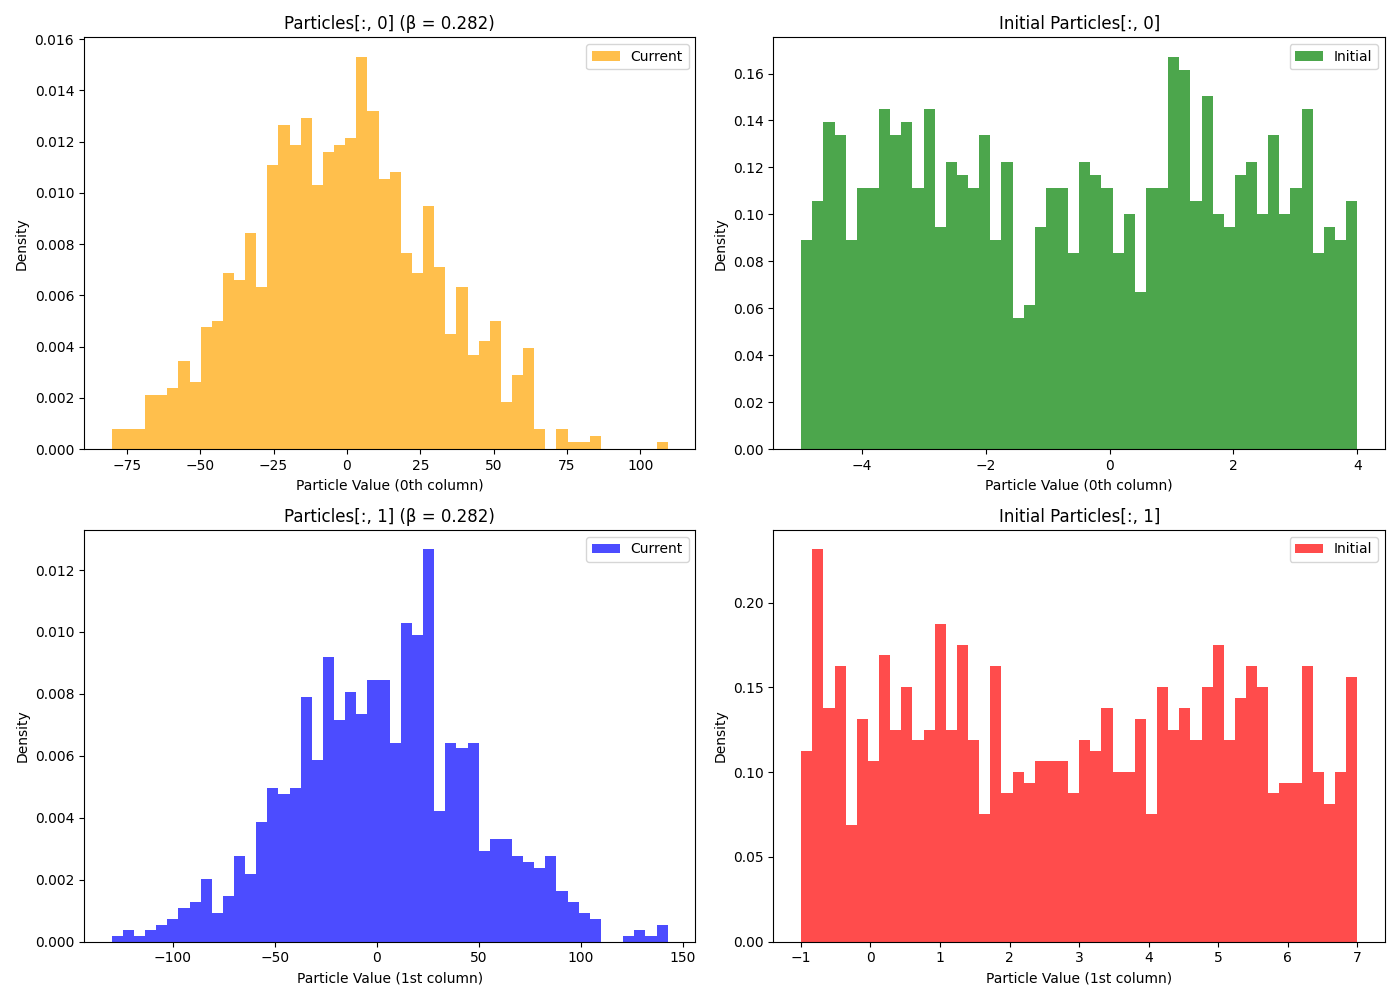 Particles[:, 0] (β = 0.282)
Current
0.016
0.014
0.012
0.010
0.008
0.006
0.004
0.002
0.000
Density
−75 −50 −25 0 25 50 75 100
Particle Value (0th column)
Initial Particles[:, 0]
Initial
0.16
0.14
0.12
0.10
0.08
0.06
0.04
0.02
0.00
Density
−4 −2 0 2 4
Particle Value (0th column)
Particles[:, 1] (β = 0.282)
Current
0.012
0.010
0.008
0.006
0.004
0.002
0.000
Density
−100 −50 0 50 100 150
Particle Value (1st column)
Initial Particles[:, 1]
Initial
0.20
0.15
0.10
0.05
0.00
Density
−1 0 1 2 3 4 5 6 7
Particle Value (1st column)